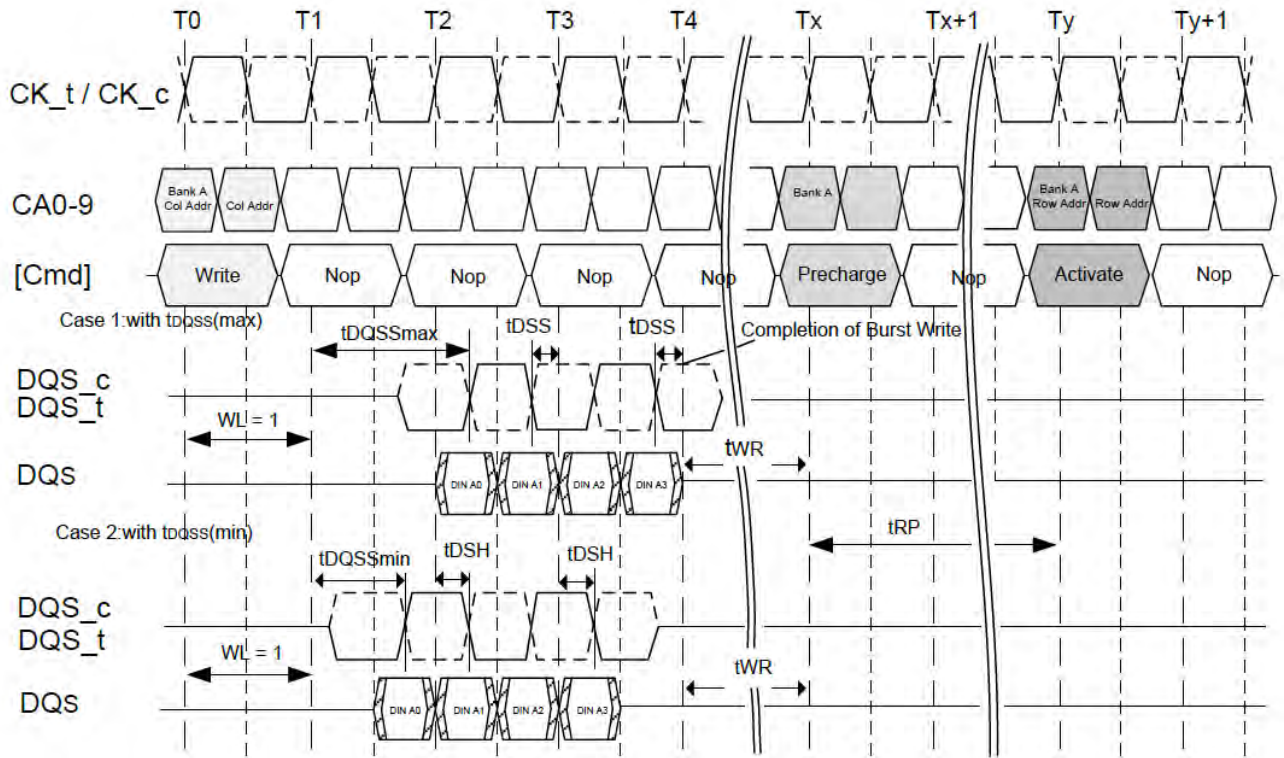 T0 T1 T2 T3 T4 Tx Tx+1 Ty Ty+1
CK_t / CK_c
CA0-9
Bank A
Col Addr
Col Addr
Bank A
Bank A
Row Addr
Row Addr
[Cmd]
Write Nop Nop Nop Nop Precharge Nop Activate Nop
Case 1:with tDQSS(max)
tDQSSmax tDSS tDSS
Completion of Burst Write
DQS_c
DQS_t
WL = 1
tWR
DQs
DIN A0 DIN A1 DIN A2 DIN A3
Case 2:with tDQSS(min)
tRP
tDQSSmin tDSH tDSH
DQS_c
DQS_t
WL = 1
tWR
DQs
DIN A0 DIN A1 DIN A2 DIN A3